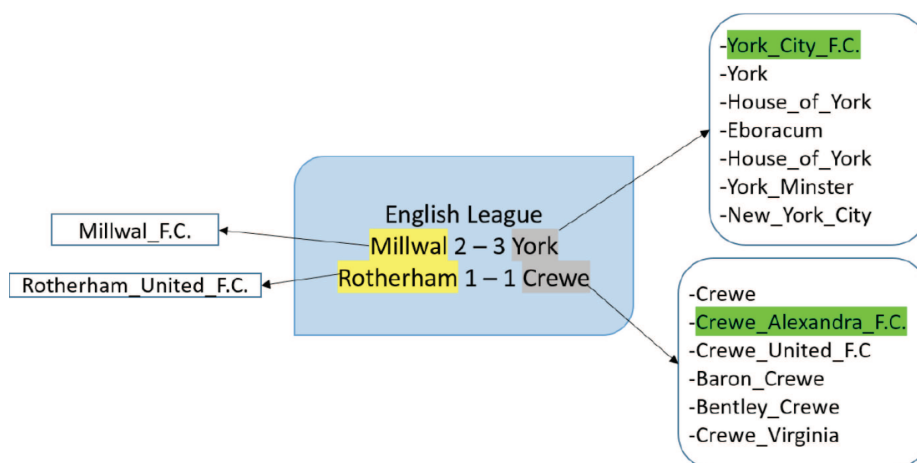 -York_City_F.C.
-York
-House_of_York
-Eboracum
-House_of_York
-York_Minster
-New_York_City
English League
Millwal 2 – 3 York
Rotherham 1 – 1 Crewe
Millwal_F.C.
Rotherham_United_F.C.
-Crewe
-Crewe_Alexandra_F.C.
-Crewe_United_F.C
-Baron_Crewe
-Bentley_Crewe
-Crewe_Virginia